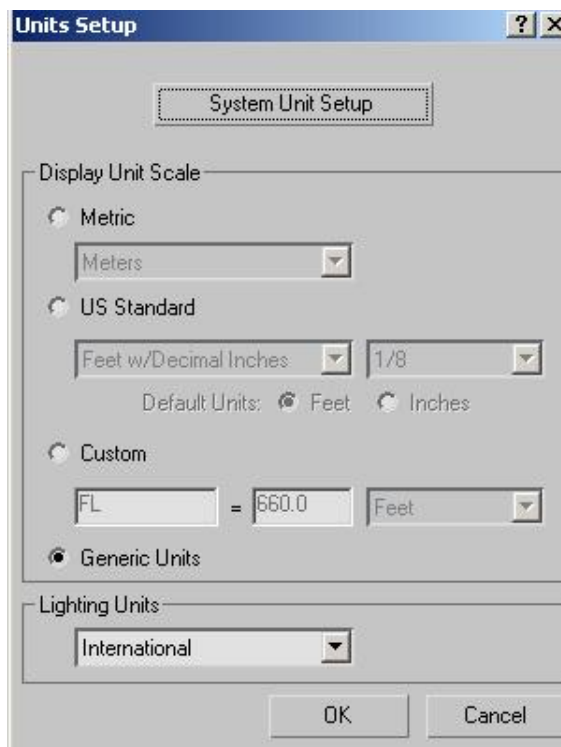 Units Setup
System Unit Setup
Display Unit Scale
Metric
Meters
US Standard
Feet w/Decimal Inches 1/8
Default Units: Feet Inches
Custom
FL = 660.0 Feet
Generic Units
Lighting Units
International
OK Cancel